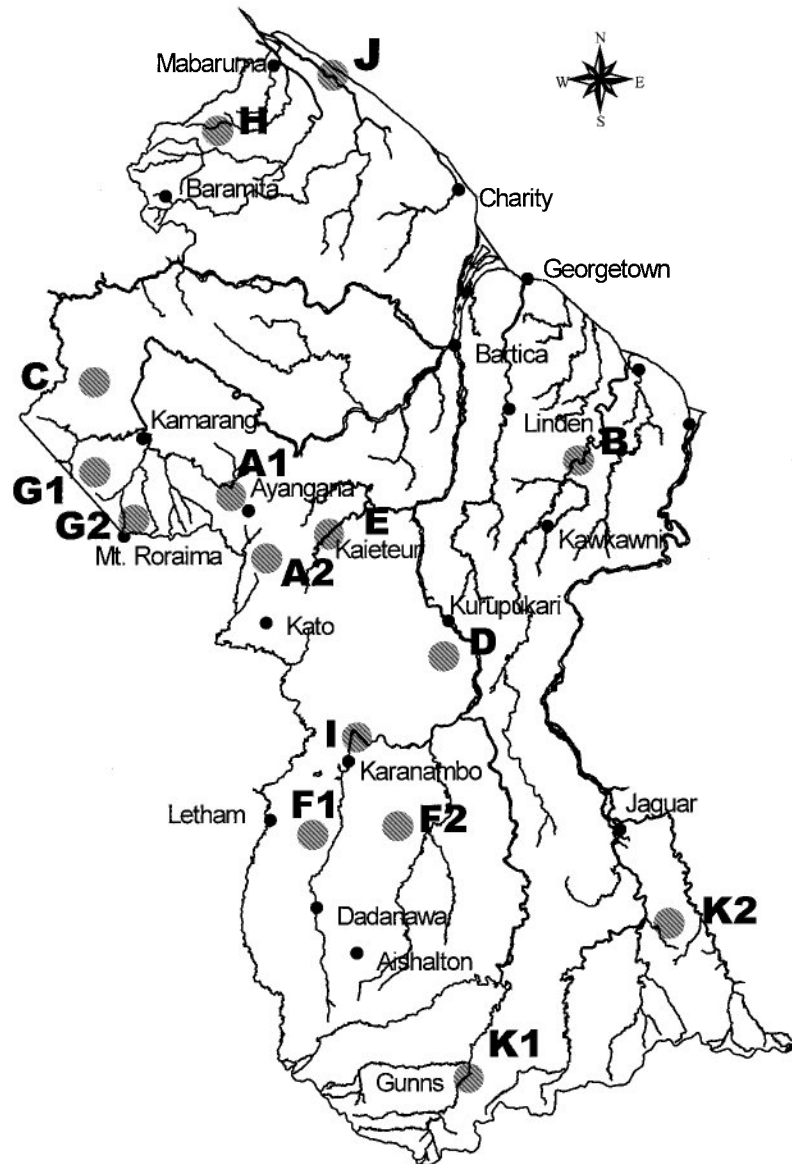 J
N
Mabaruma
W
E
H
S
Baramita
Charity
Georgetown
Bartica
C
Kamarang
Linden
B
A1
G1
Ayangana
G2
E
Kawkawni
Mt. Roraima
Kaieteur
A2
Kurupukari
Kato
D
I
Karanambo
F1
Letham
F2
Jaguar
K2
Dadanawa
Aishalton
K1
Gunns